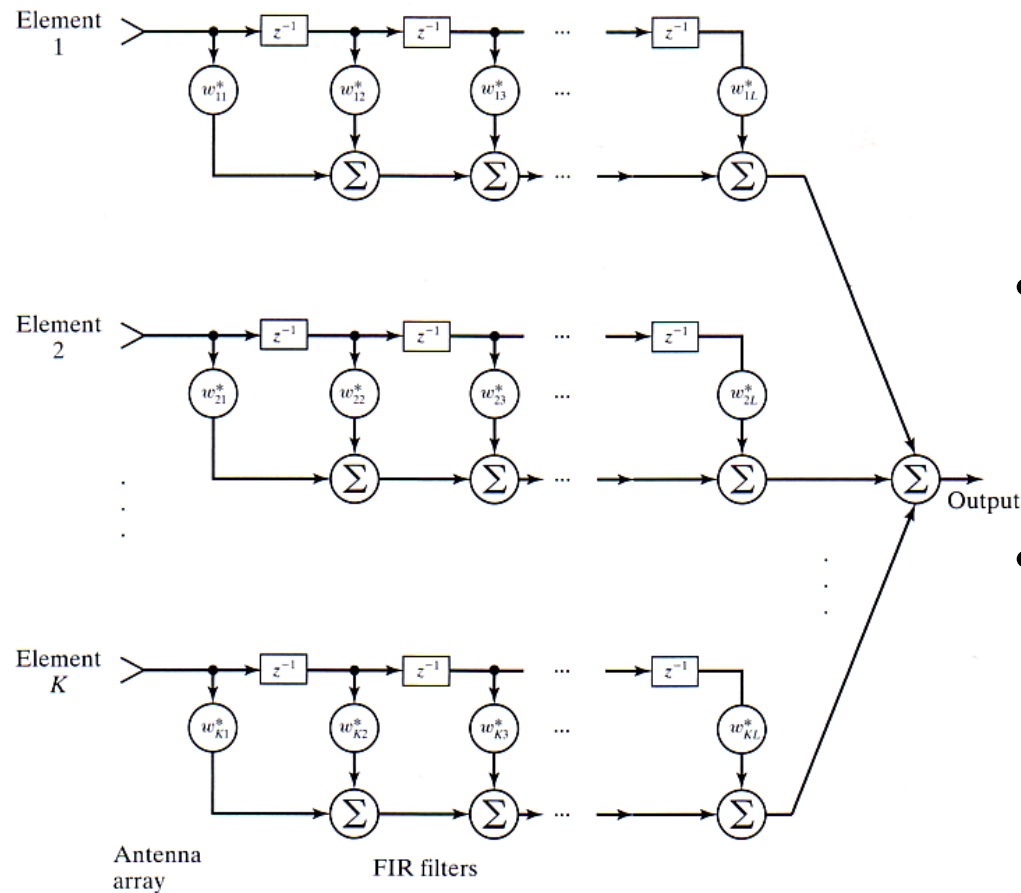 Element
1
z⁻¹ z⁻¹ ... z⁻¹
w*₁₁ w*₁₂ w*₁₃ ... w*₁L
Σ Σ ... Σ
Element
2
z⁻¹ z⁻¹ ... z⁻¹
w*₂₁ w*₂₂ w*₂₃ ... w*₂L
Σ Σ ... Σ Σ
Output
Element
K
z⁻¹ z⁻¹ ... z⁻¹
w*K1 w*K2 w*K3 ... w*KL
Σ Σ ... Σ
Antenna
array
FIR filters